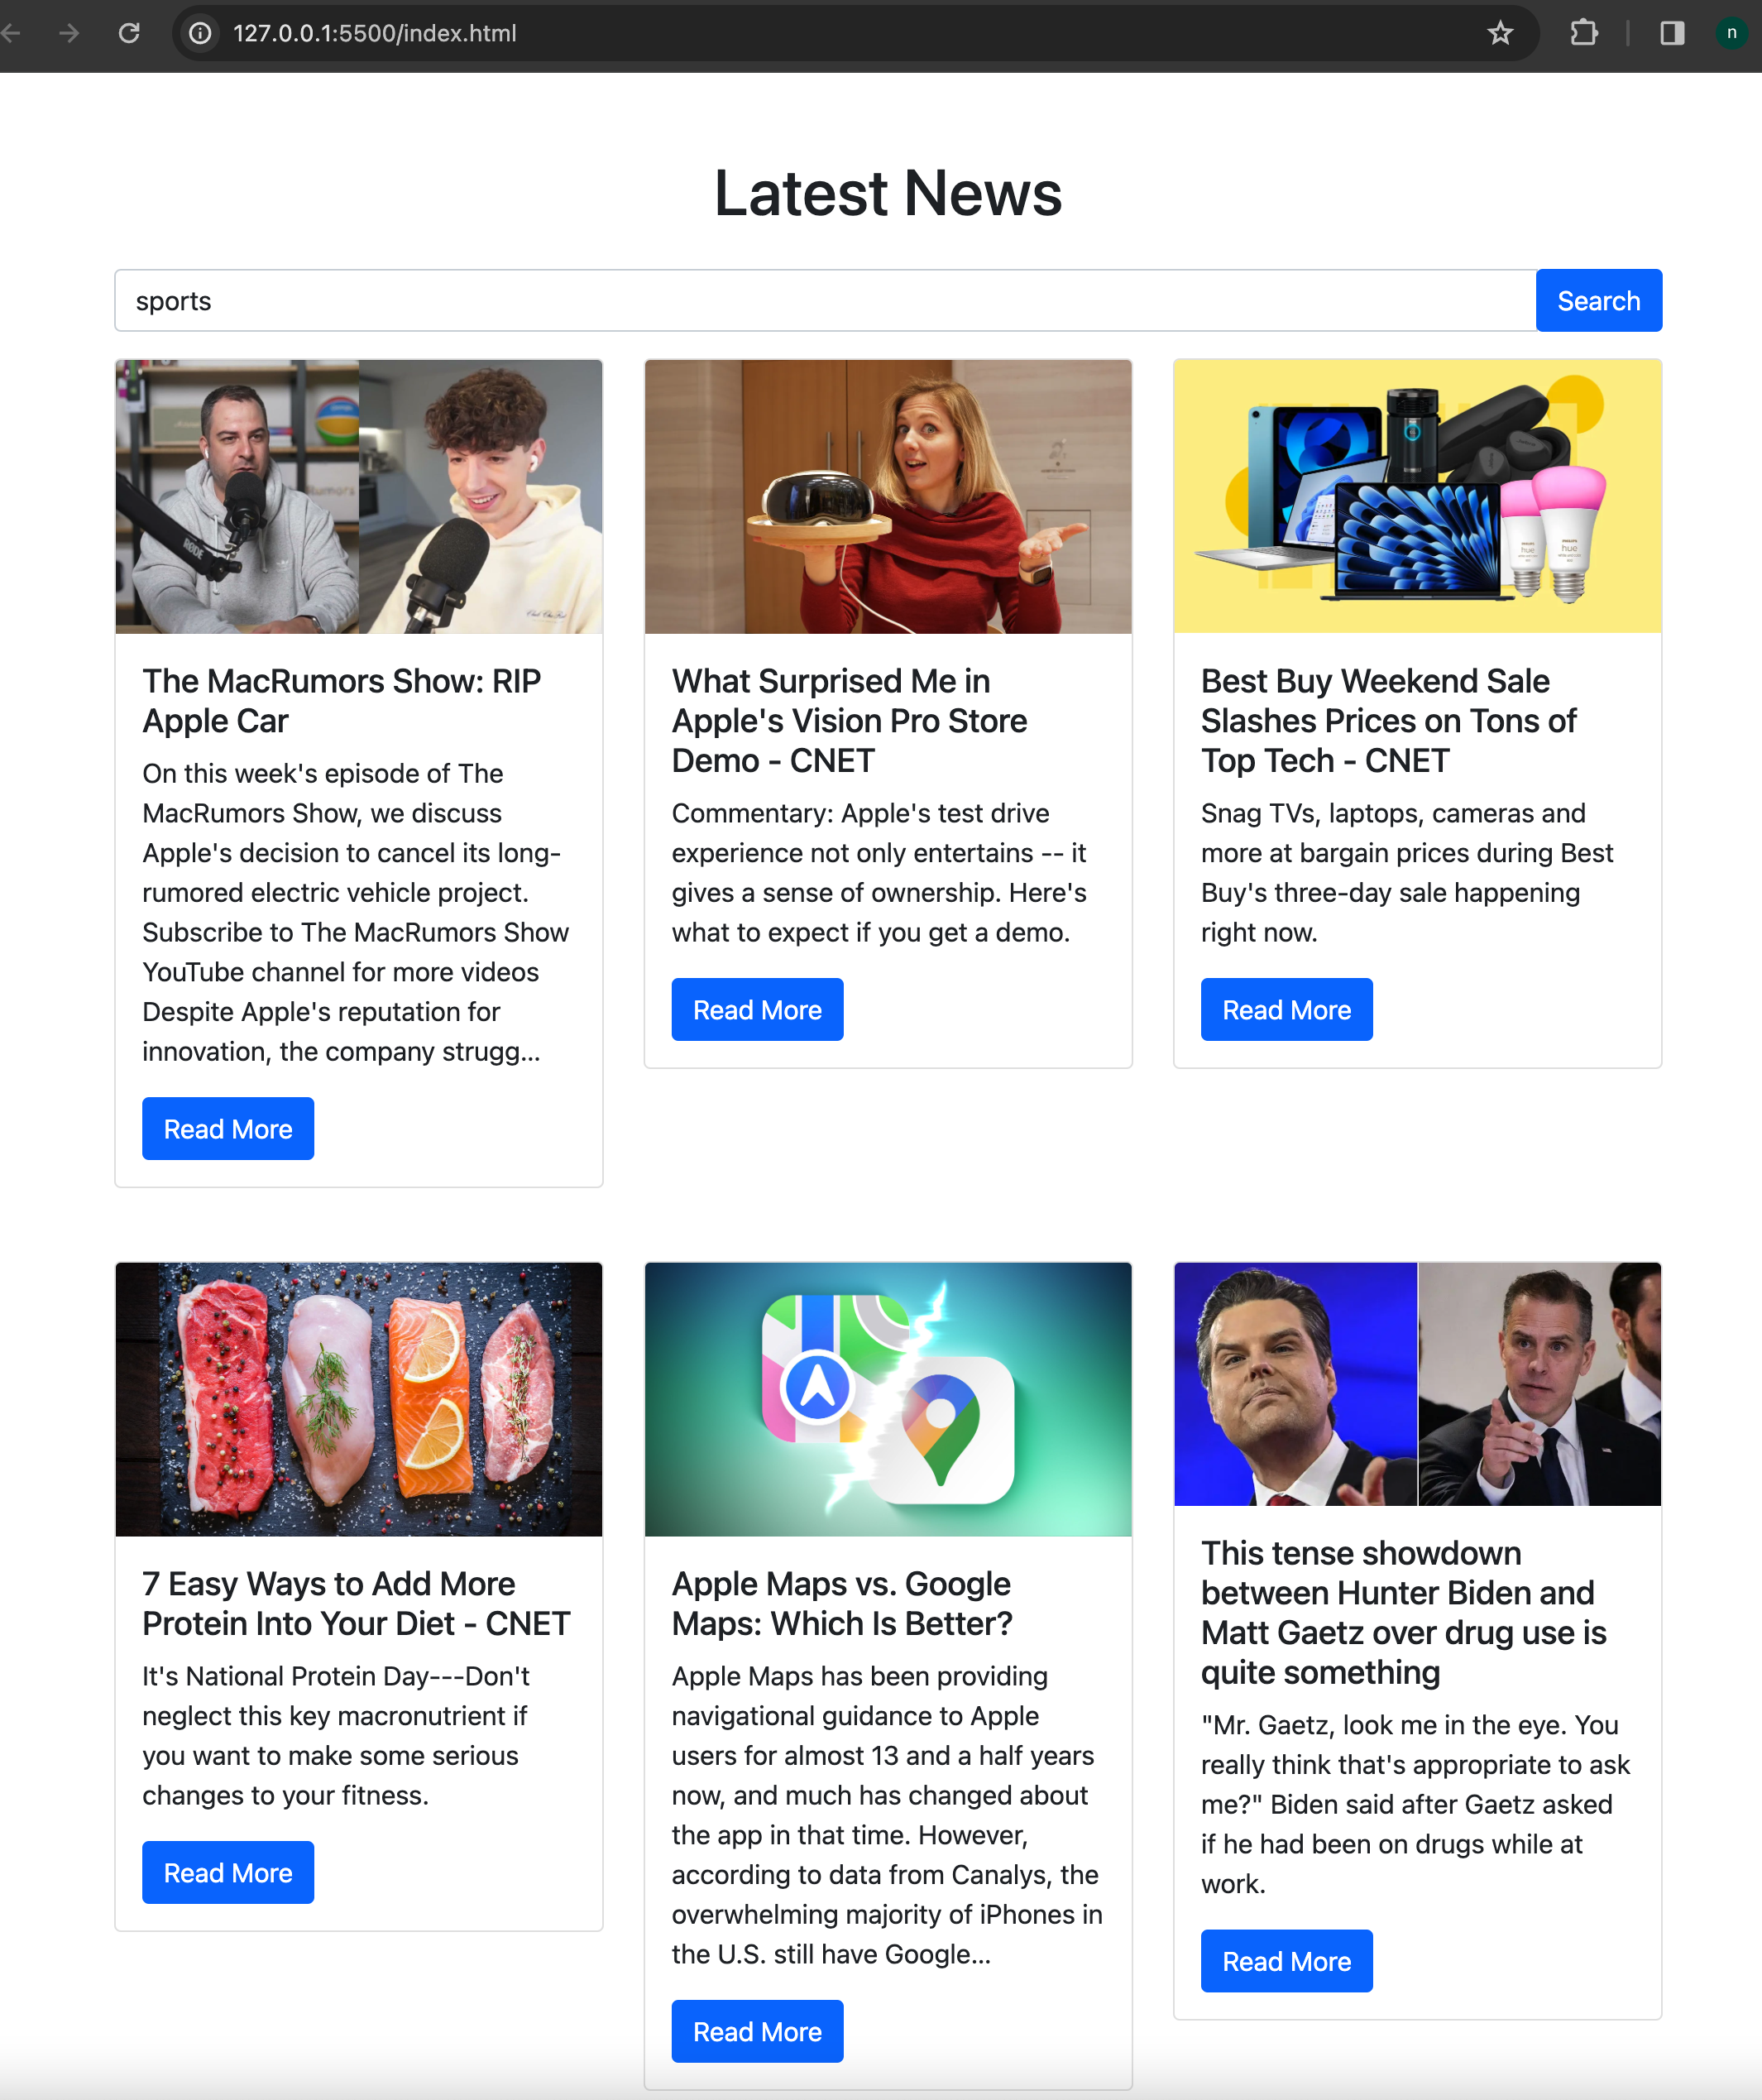 127.0.0.1:5500/index.html
n
Latest News
sports
Search
RØDE
hue
hue
The MacRumors Show: RIP
Apple Car
On this week's episode of The
MacRumors Show, we discuss
Apple's decision to cancel its long-
rumored electric vehicle project.
Subscribe to The MacRumors Show
YouTube channel for more videos
Despite Apple's reputation for
innovation, the company strugg...
Read More
What Surprised Me in
Apple's Vision Pro Store
Demo - CNET
Commentary: Apple's test drive
experience not only entertains -- it
gives a sense of ownership. Here's
what to expect if you get a demo.
Read More
Best Buy Weekend Sale
Slashes Prices on Tons of
Top Tech - CNET
Snag TVs, laptops, cameras and
more at bargain prices during Best
Buy's three-day sale happening
right now.
Read More
7 Easy Ways to Add More
Protein Into Your Diet - CNET
It's National Protein Day---Don't
neglect this key macronutrient if
you want to make some serious
changes to your fitness.
Read More
Apple Maps vs. Google
Maps: Which Is Better?
Apple Maps has been providing
navigational guidance to Apple
users for almost 13 and a half years
now, and much has changed about
the app in that time. However,
according to data from Canalys, the
overwhelming majority of iPhones in
the U.S. still have Google...
Read More
This tense showdown
between Hunter Biden and
Matt Gaetz over drug use is
quite something
"Mr. Gaetz, look me in the eye. You
really think that's appropriate to ask
me?" Biden said after Gaetz asked
if he had been on drugs while at
work.
Read More